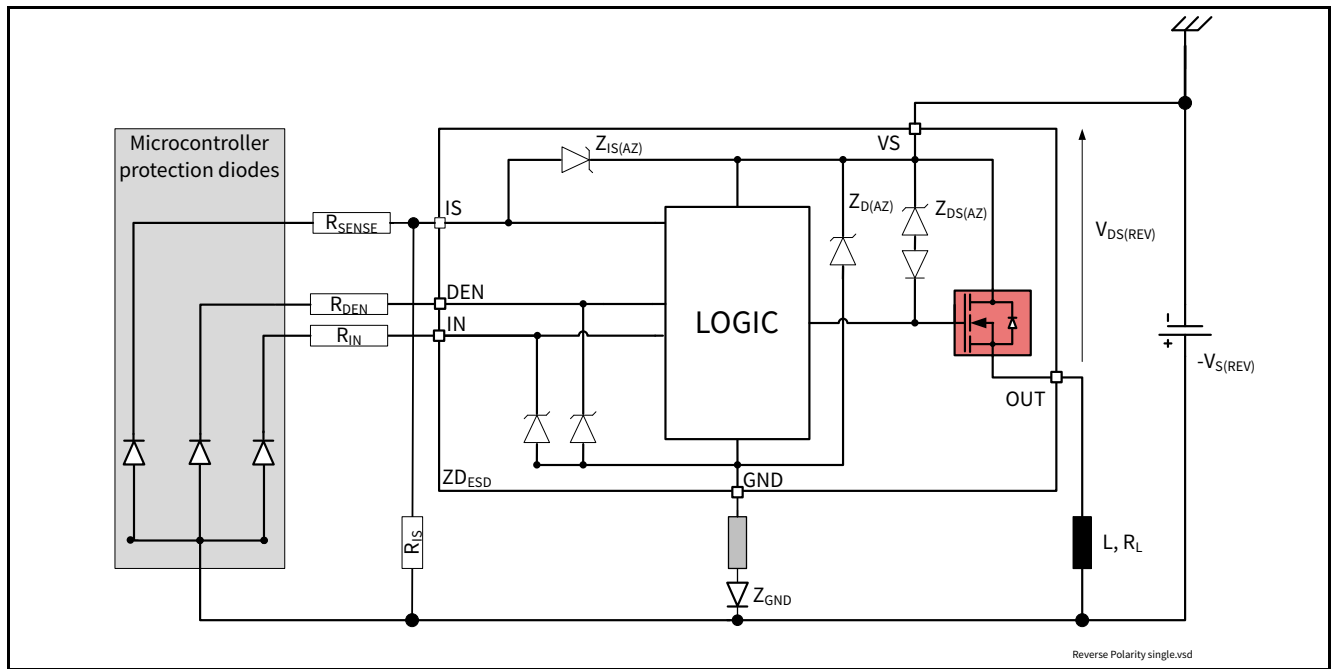 Microcontroller
protection diodes
VS
Z_IS(AZ)
Z_D(AZ)
Z_DS(AZ)
V_DS(REV)
IS
R_SENSE
DEN
R_DEN
IN
R_IN
LOGIC
-
+
-V_S(REV)
OUT
ZD_ESD
GND
R_IS
L, R_L
Z_GND
Reverse Polarity single.vsd